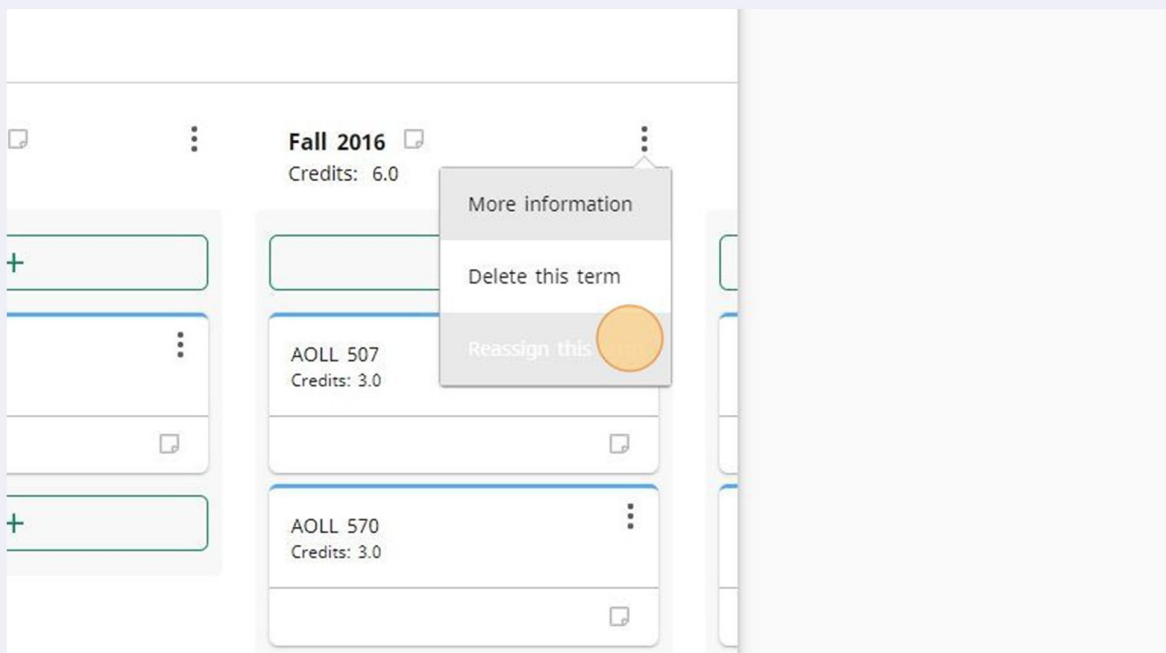 Fall 2016
Credits: 6.0
More information
Delete this term
Reassign this
+
AOLL 507
Credits: 3.0
+
AOLL 570
Credits: 3.0